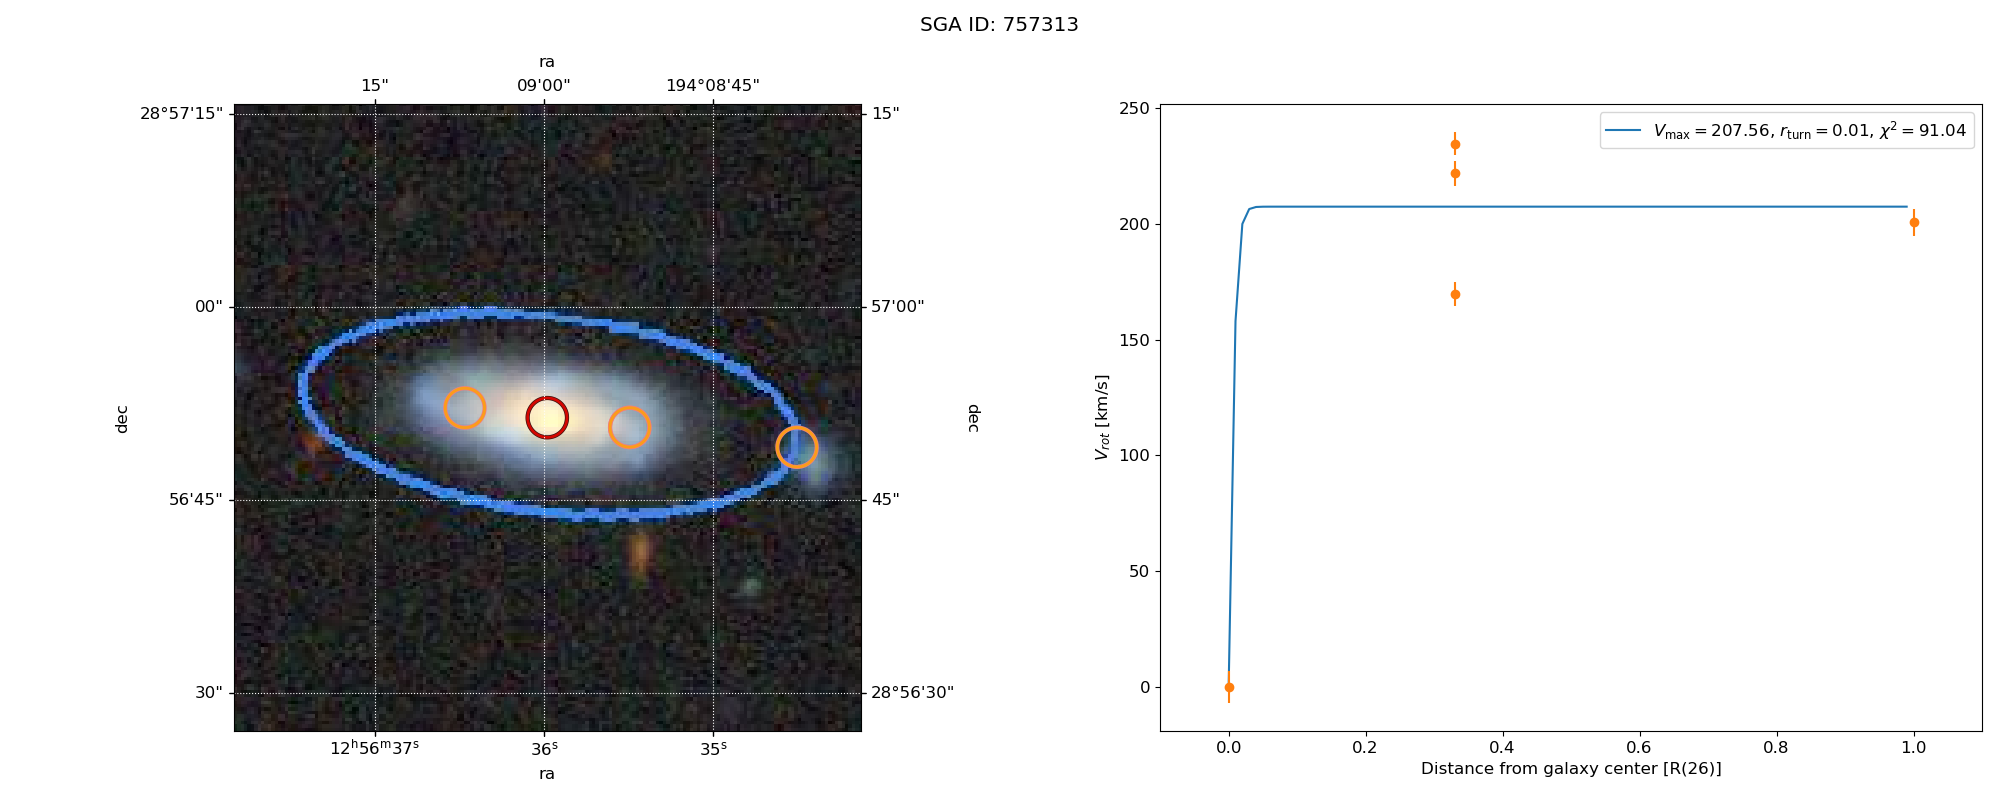 SGA ID: 757313
ra
15" 09'00" 194°08'45"
28°57'15"
00"
56'45"
30"
dec
15"
57'00"
45"
28°56'30"
dec
12ʰ56ᵐ37ˢ 36ˢ 35ˢ
ra
250
200
150
100
50
0
V_rot [km/s]
V_max = 207.56, r_turn = 0.01, χ² = 91.04
0.0 0.2 0.4 0.6 0.8 1.0
Distance from galaxy center [R(26)]